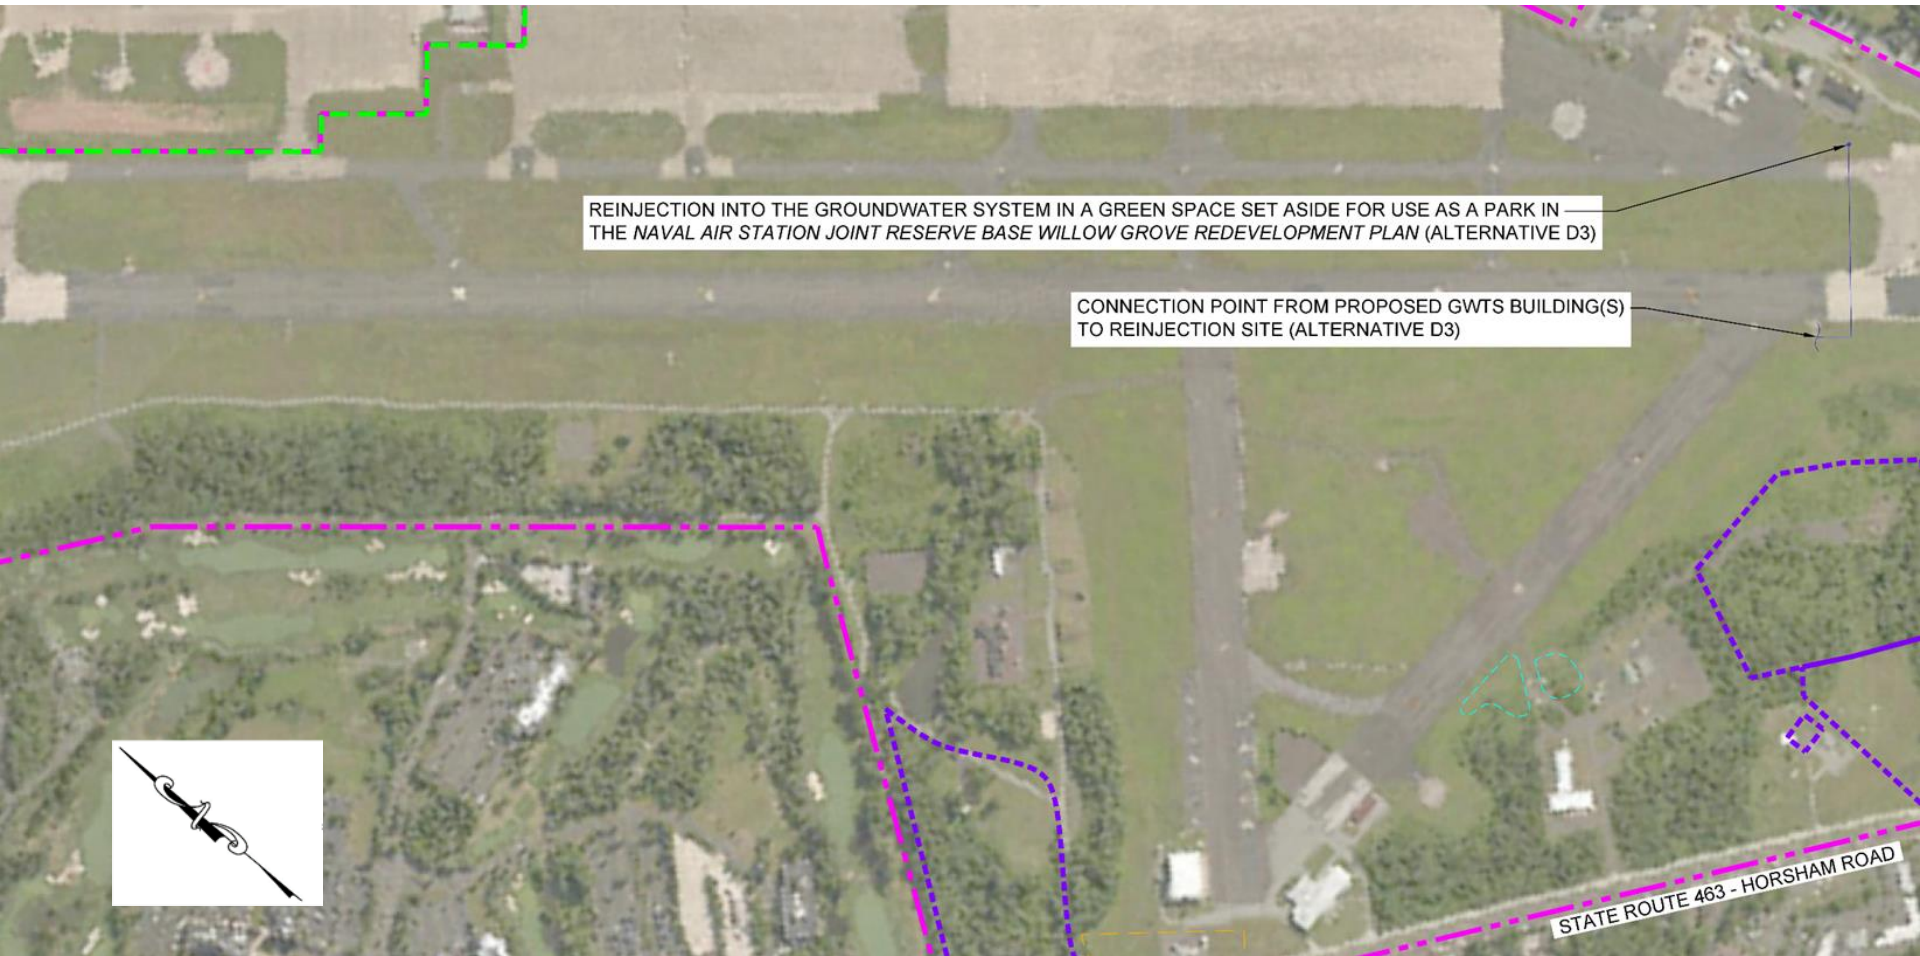 REINJECTION INTO THE GROUNDWATER SYSTEM IN A GREEN SPACE SET ASIDE FOR USE AS A PARK IN
THE NAVAL AIR STATION JOINT RESERVE BASE WILLOW GROVE REDEVELOPMENT PLAN (ALTERNATIVE D3)
CONNECTION POINT FROM PROPOSED GWTS BUILDING(S)
TO REINJECTION SITE (ALTERNATIVE D3)
STATE ROUTE 463 - HORSHAM ROAD